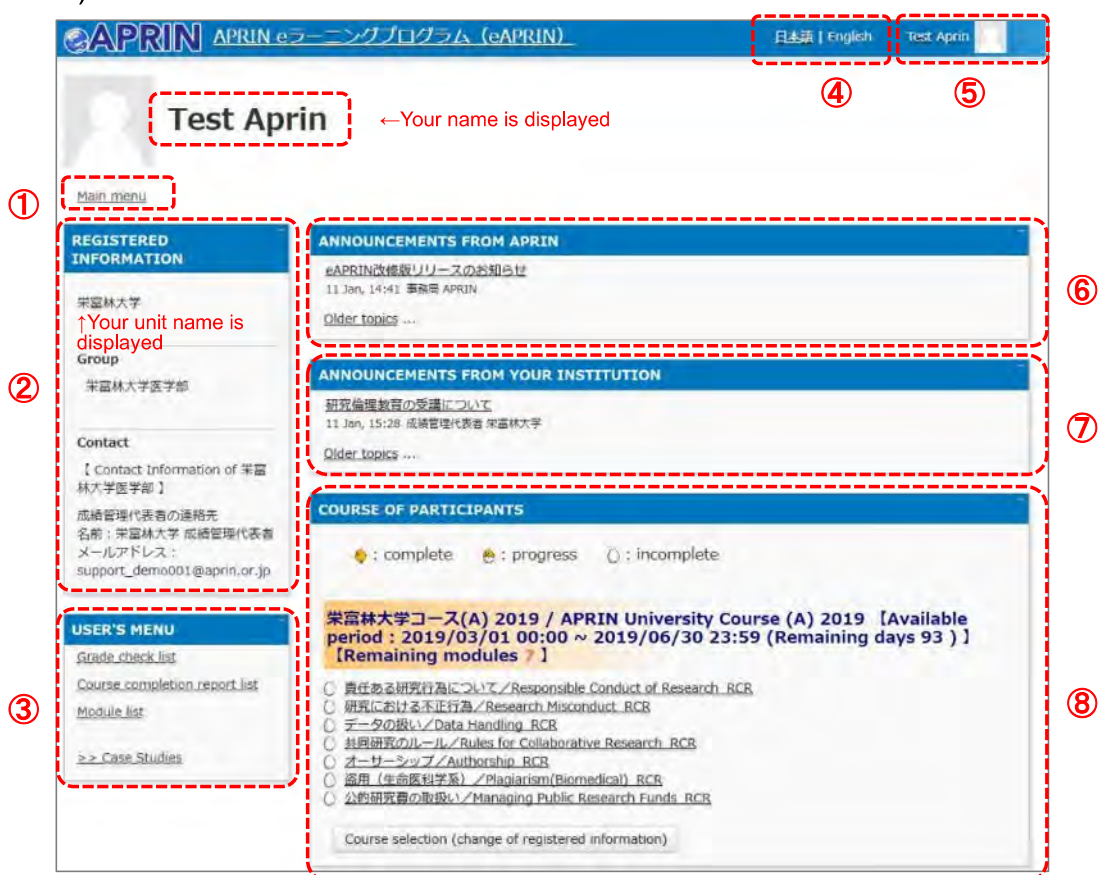 APRIN APRIN eラーニングプログラム（eAPRIN）
日本語 | English
Test Aprin
④
⑤
Test Aprin
←Your name is displayed
①
Main menu
REGISTERED
INFORMATION
栄冨林大学
↑Your unit name is
displayed
Group
栄冨林大学医学部
②
Contact
【 Contact Information of 栄冨
林大学医学部 】
成績管理代表者の連絡先
名前：栄冨林大学 成績管理代表者
メールアドレス：
support_demo001@aprin.or.jp
USER'S MENU
Grade check list
Course completion report list
③
Module list
>> Case Studies
ANNOUNCEMENTS FROM APRIN
eAPRIN改修版リリースのお知らせ
11 Jan, 14:41 事務局 APRIN
⑥
Older topics ...
ANNOUNCEMENTS FROM YOUR INSTITUTION
研究倫理教育の受講について
11 Jan, 15:28 成績管理代表者 栄冨林大学
⑦
Older topics ...
COURSE OF PARTICIPANTS
: complete : progress : incomplete
栄冨林大学コース(A) 2019 / APRIN University Course (A) 2019 【Available
period : 2019/03/01 00:00 ~ 2019/06/30 23:59 (Remaining days 93 ) 】
【Remaining modules 7 】
責任ある研究行為について／Responsible Conduct of Research_RCR
⑧
研究における不正行為／Research Misconduct_RCR
データの扱い／Data Handling_RCR
共同研究のルール／Rules for Collaborative Research_RCR
オーサーシップ／Authorship_RCR
盗用（生命医科学系）／Plagiarism(Biomedical)_RCR
公的研究費の取扱い／Managing Public Research Funds_RCR
Course selection (change of registered information)